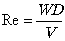 Re = WD/V